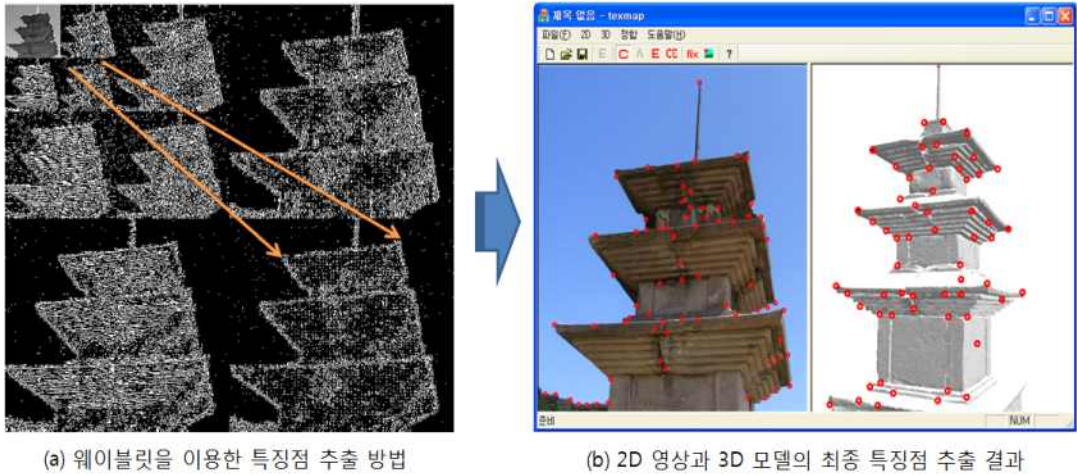 제목 없음 - texmap
파일(F) 2D 3D 정합 도움말(H)
E C A E CE fix ?
준비 NUM
(a) 웨이블릿을 이용한 특징점 추출 방법
(b) 2D 영상과 3D 모델의 최종 특징점 추출 결과